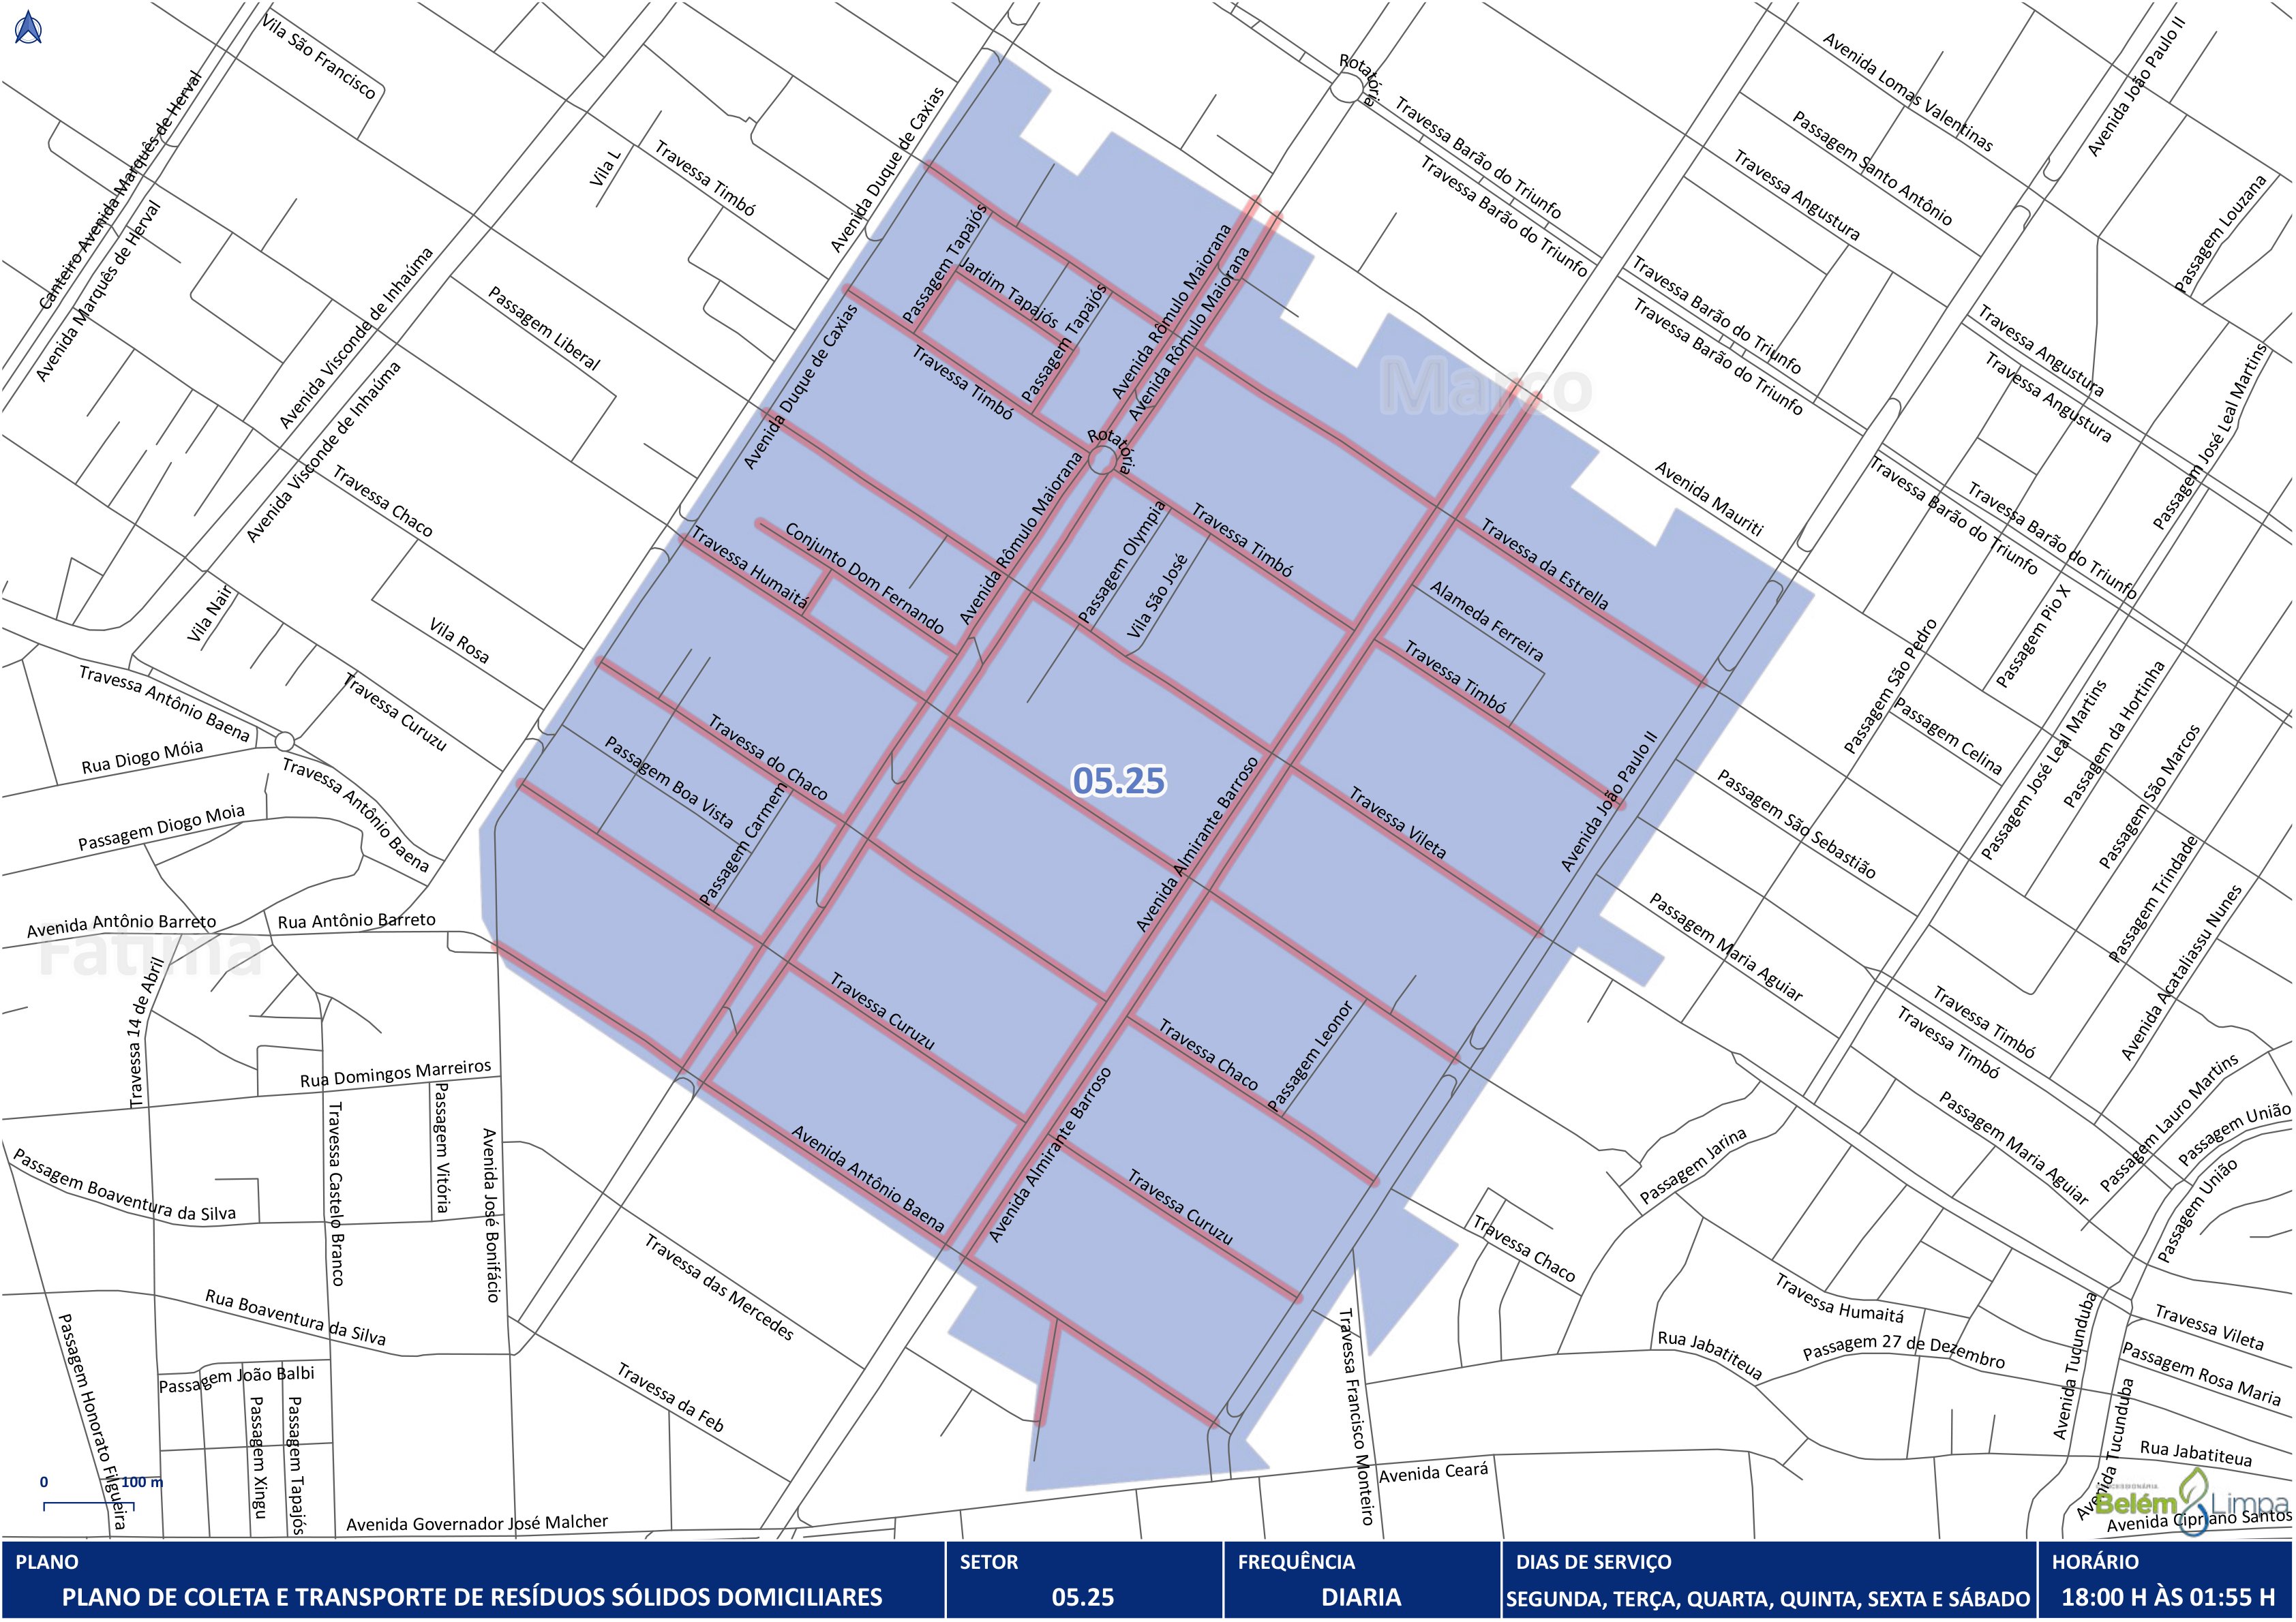 Vila São Francisco
Canteiro Avenida Marquês de Herval
Avenida Marquês de Herval
Vila L
Travessa Timbó
Avenida Duque de Caxias
Rotatória
Travessa Barão do Triunfo
Travessa Barão do Triunfo
Avenida Lomas Valentinas
Avenida João Paulo II
Passagem Santo Antônio
Travessa Angustura
Passagem Louzana
Avenida Visconde de Inhaúma
Passagem Liberal
Passagem Tapajós
Jardim Tapajós
Passagem Tapajós
Avenida Rômulo Maiorana
Avenida Rômulo Maiorana
Travessa Barão do Triunfo
Travessa Barão do Triunfo
Travessa Angustura
Travessa Angustura
Passagem José Leal Martins
Avenida Visconde de Inhaúma
Avenida Duque de Caxias
Travessa Timbó
Marco
Rotatória
Travessa Chaco
Avenida Mauriti
Travessa Barão do Triunfo
Travessa Barão do Triunfo
Travessa Humaitá
Conjunto Dom Fernando
Avenida Rômulo Maiorana
Passagem Olympia
Vila São José
Travessa Timbó
Travessa da Estrella
Alameda Ferreira
Travessa Timbó
Vila Nair
Vila Rosa
Passagem São Pedro
Passagem Pio X
Passagem Celina
Passagem José Leal Martins
Passagem da Hortinha
Passagem São Marcos
Travessa Antônio Baena
Travessa Curuzu
Rua Diogo Móia
Travessa Antônio Baena
Passagem Diogo Moia
Travessa do Chaco
Passagem Boa Vista
Passagem Carmem
05.25
Avenida Almirante Barroso
Travessa Vileta
Avenida João Paulo II
Passagem São Sebastião
Passagem Trindade
Avenida Acataliassu Nunes
Avenida Antônio Barreto
Rua Antônio Barreto
Fatima
Travessa 14 de Abril
Passagem Maria Aguiar
Travessa Curuzu
Passagem Leonor
Travessa Chaco
Travessa Timbó
Travessa Timbó
Passagem Lauro Martins
Passagem União
Passagem União
Rua Domingos Marreiros
Passagem Vitória
Travessa Castelo Branco
Avenida José Bonifácio
Avenida Antônio Baena
Avenida Almirante Barroso
Travessa Curuzu
Passagem Jarina
Passagem Maria Aguiar
Passagem Boaventura da Silva
Travessa das Mercedes
Travessa Chaco
Travessa Humaitá
Rua Boaventura da Silva
Passagem Honorato Filgueira
Travessa Francisco Monteiro
Rua Jabatiteua
Passagem 27 de Dezembro
Avenida Tucunduba
Travessa Vileta
Passagem Rosa Maria
Passagem João Balbi
Passagem Xingu
Passagem Tapajós
Travessa da Feb
Avenida Ceará
Avenida Tucunduba
Rua Jabatiteua
0 100 m
Avenida Governador José Malcher
Belém Limpa
Avenida Cipriano Santos
PLANO
PLANO DE COLETA E TRANSPORTE DE RESÍDUOS SÓLIDOS DOMICILIARES
SETOR
05.25
FREQUÊNCIA
DIARIA
DIAS DE SERVIÇO
SEGUNDA, TERÇA, QUARTA, QUINTA, SEXTA E SÁBADO
HORÁRIO
18:00 H ÀS 01:55 H